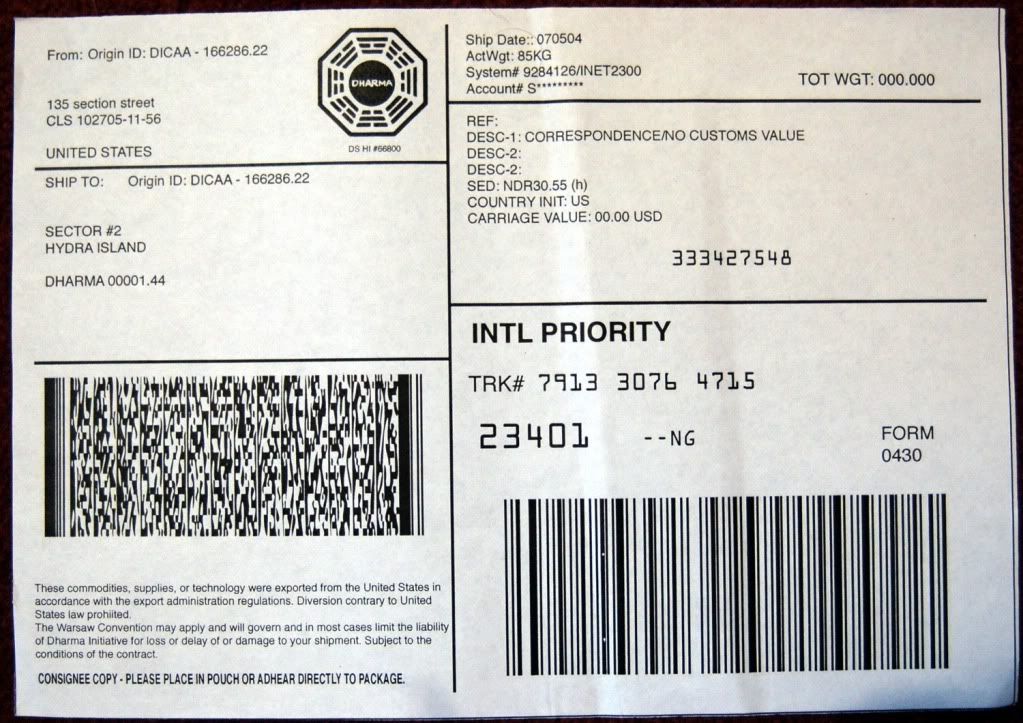 From: Origin ID: DICAA - 166286.22
135 section street
CLS 102705-11-56
UNITED STATES
DHARMA
DS HI #66800
SHIP TO: Origin ID: DICAA - 166286.22
SECTOR #2
HYDRA ISLAND
DHARMA 00001.44
These commodities, supplies, or technology were exported from the United States in
accordance with the export administration regulations. Diversion contrary to United
States law prohiited.
The Warsaw Convention may apply and will govern and in most cases limit the liability
of Dharma Initiative for loss or delay of or damage to your shipment. Subject to the
conditions of the contract.
CONSIGNEE COPY - PLEASE PLACE IN POUCH OR ADHEAR DIRECTLY TO PACKAGE.
Ship Date:: 070504
ActWgt: 85KG
System# 9284126/INET2300
Account# S*********
TOT WGT: 000.000
REF:
DESC-1: CORRESPONDENCE/NO CUSTOMS VALUE
DESC-2:
DESC-2:
SED: NDR30.55 (h)
COUNTRY INIT: US
CARRIAGE VALUE: 00.00 USD
333427548
INTL PRIORITY
TRK# 7913 3076 4715
23401 --NG
FORM
0430